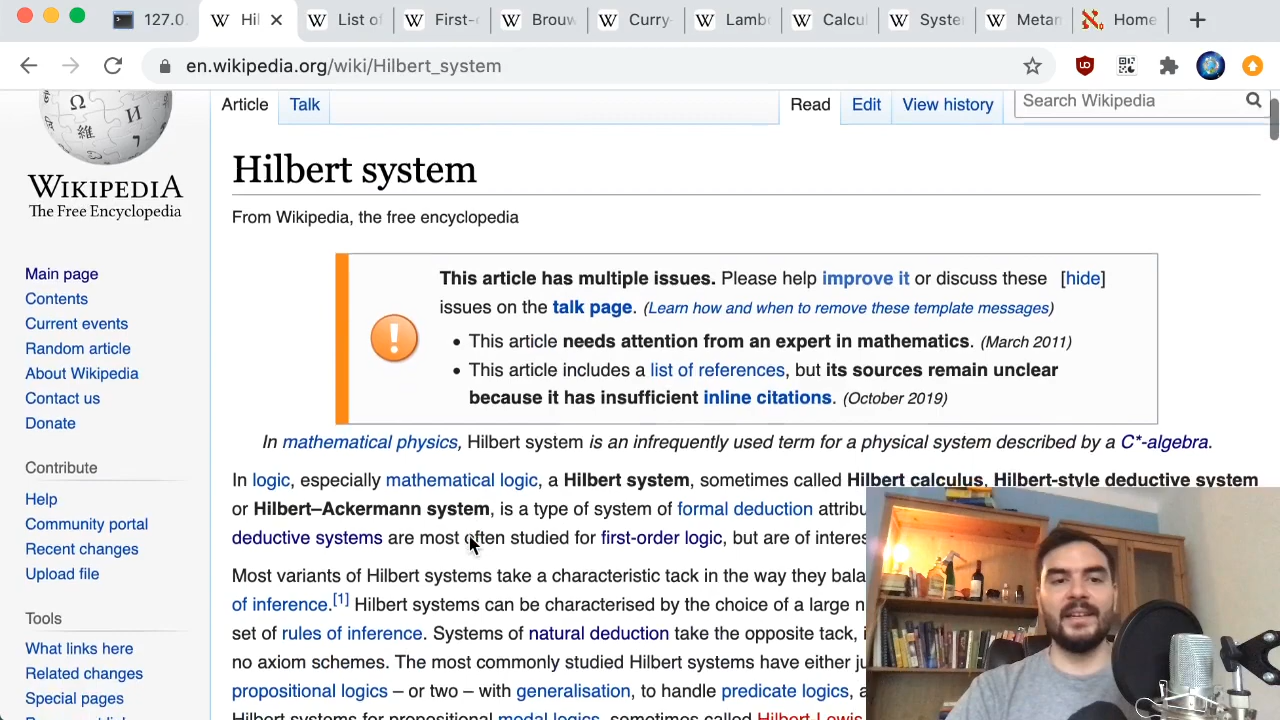 127.0
Hil
List of
First-
Brouw
Curry
Lamb
Calcul
Syste
Metan
Home
en.wikipedia.org/wiki/Hilbert_system
WIKIPEDIA
The Free Encyclopedia
Main page
Contents
Current events
Random article
About Wikipedia
Contact us
Donate
Contribute
Help
Community portal
Recent changes
Upload file
Tools
What links here
Related changes
Special pages
Article
Talk
Read
Edit
View history
Search Wikipedia
Hilbert system
From Wikipedia, the free encyclopedia
This article has multiple issues. Please help improve it or discuss these [hide]
issues on the talk page. (Learn how and when to remove these template messages)
• This article needs attention from an expert in mathematics. (March 2011)
• This article includes a list of references, but its sources remain unclear
because it has insufficient inline citations. (October 2019)
In mathematical physics, Hilbert system is an infrequently used term for a physical system described by a C*-algebra.
In logic, especially mathematical logic, a Hilbert system, sometimes called Hilbert calculus, Hilbert-style deductive system
or Hilbert–Ackermann system, is a type of system of formal deduction attribu
deductive systems are most often studied for first-order logic, but are of interes
Most variants of Hilbert systems take a characteristic tack in the way they bala
of inference.[1] Hilbert systems can be characterised by the choice of a large n
set of rules of inference. Systems of natural deduction take the opposite tack, i
no axiom schemes. The most commonly studied Hilbert systems have either ju
propositional logics – or two – with generalisation, to handle predicate logics, a
Hilbert systems for propositional modal logics, sometimes called Hilbert-Lewis